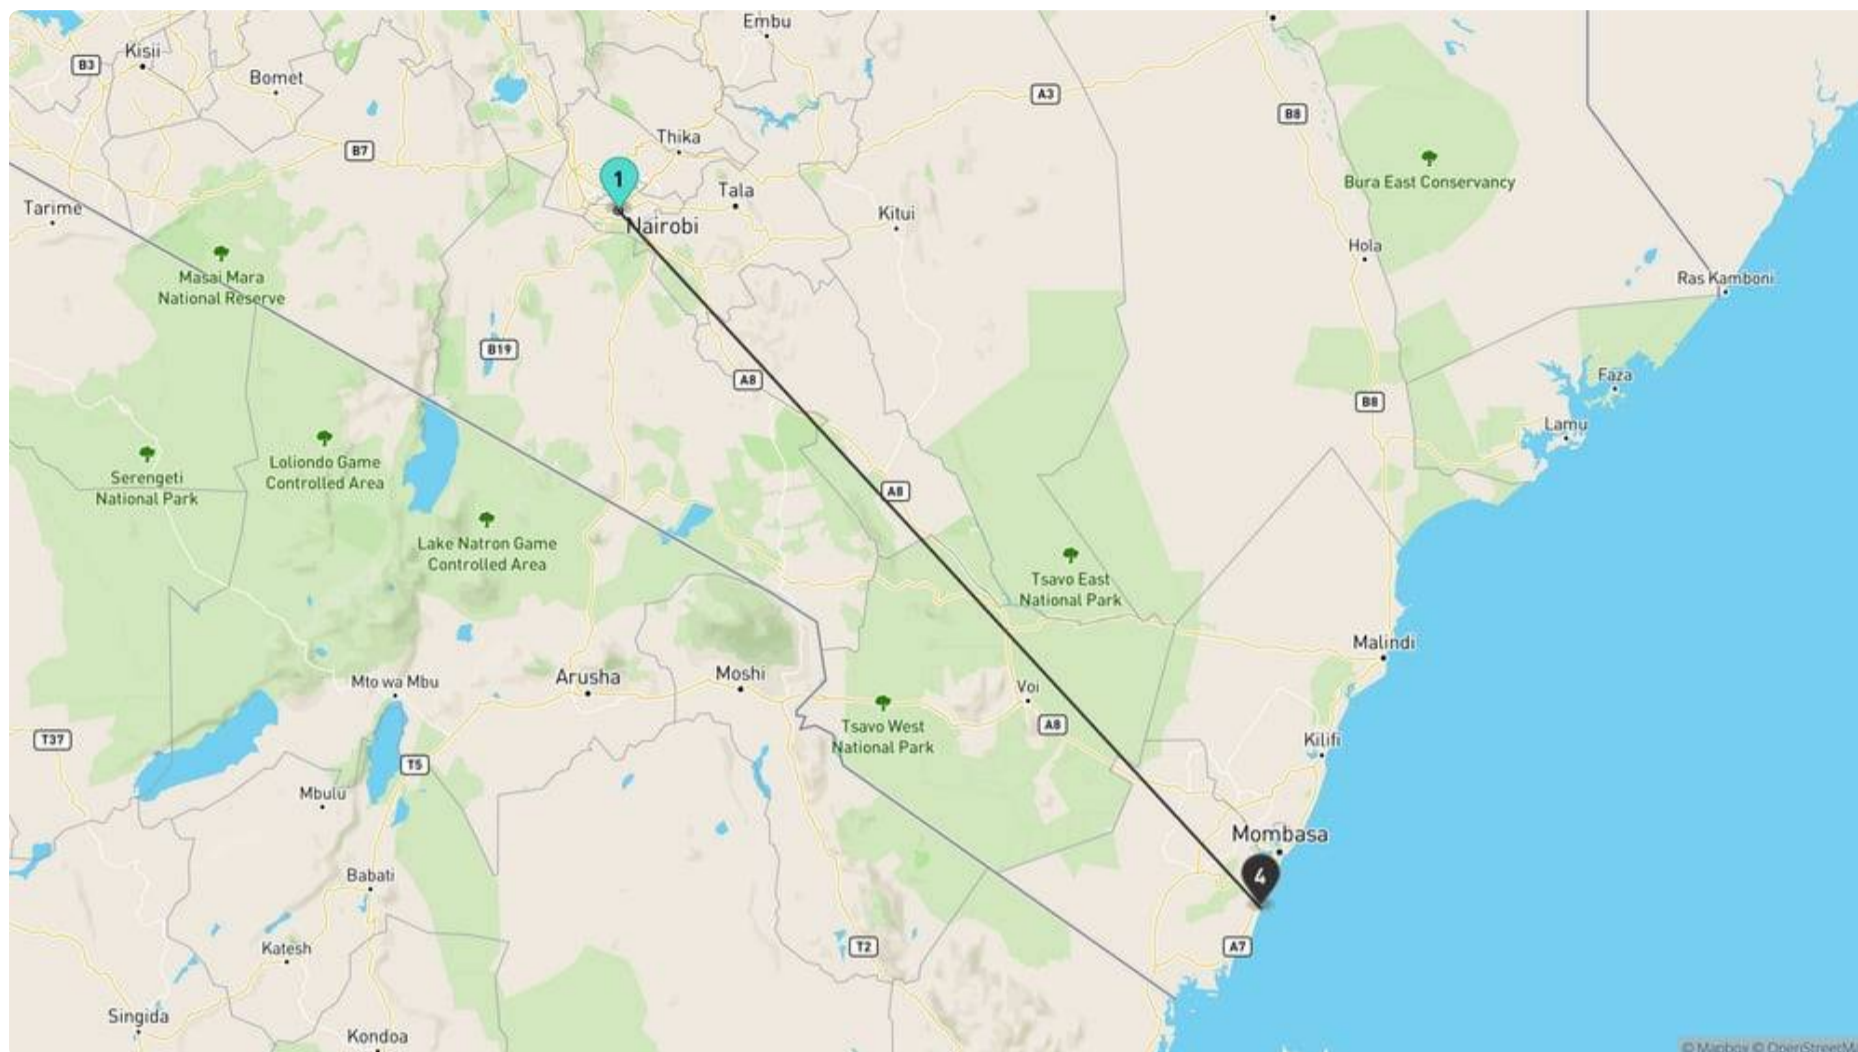 Embu
Kisii
B3
Bomet
A3
B8
Thika
B7
1
Bura East Conservancy
Tala
Tarime
Kitui
Nairobi
Hola
Masai Mara
National Reserve
Ras Kamboni
B19
A8
Faza
B8
Lamu
Loliondo Game
Controlled Area
Serengeti
National Park
A8
Lake Natron Game
Controlled Area
Tsavo East
National Park
Malindi
Arusha
Moshi
Mto wa Mbu
Voi
Tsavo West
National Park
A8
T37
Kilifi
T5
Mbulu
Mombasa
4
Babati
Katesh
T2
A7
Singida
Kondoa
© Mapbox © OpenStreetM